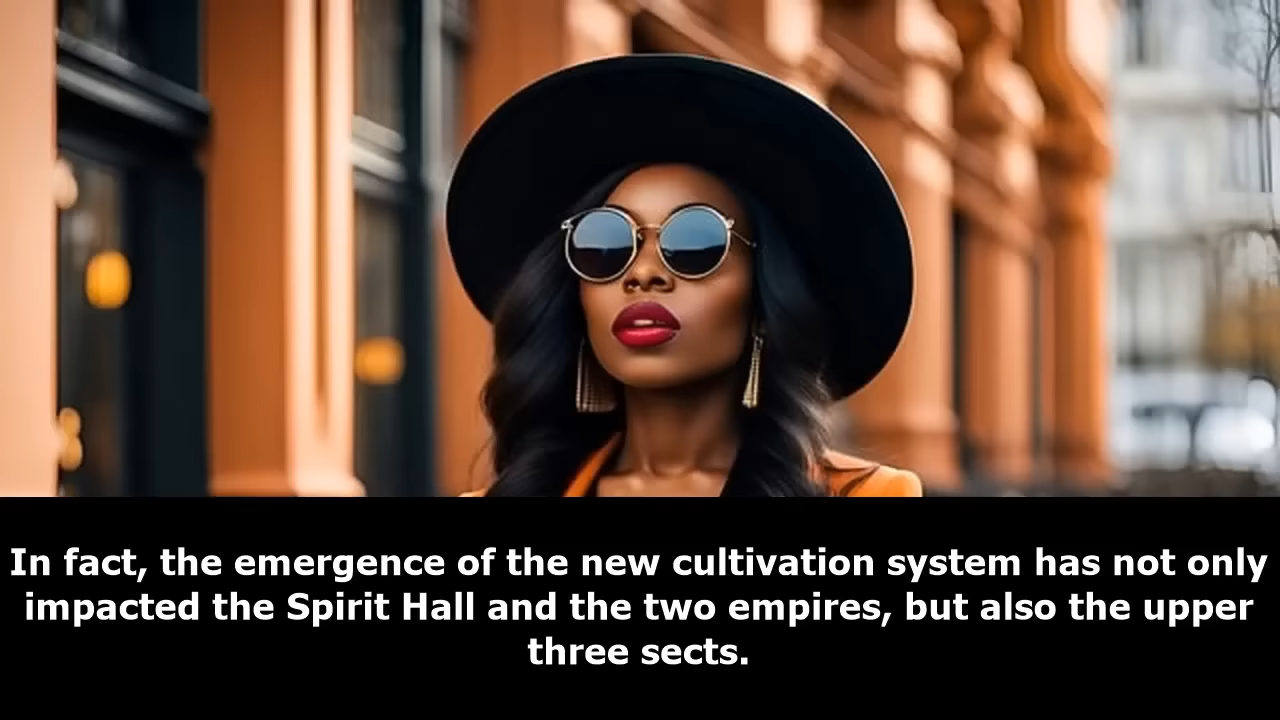 In fact, the emergence of the new cultivation system has not only
impacted the Spirit Hall and the two empires, but also the upper
three sects.